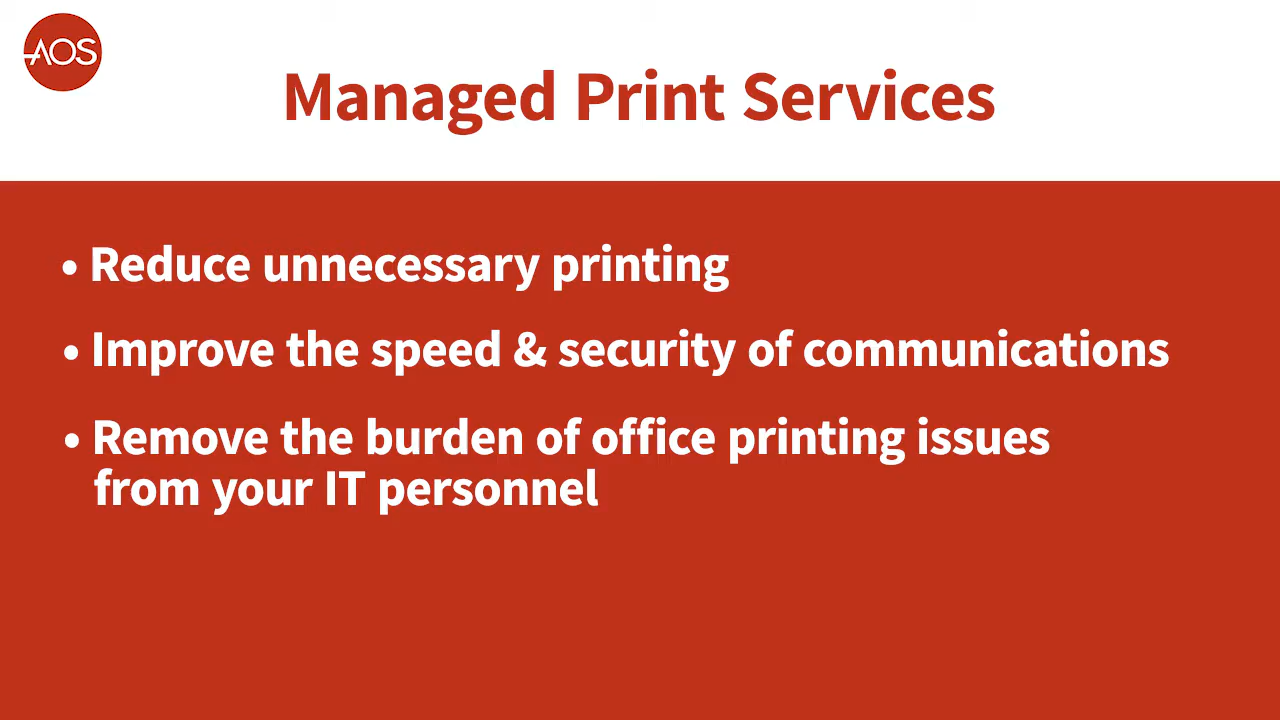 AOS
Managed Print Services
• Reduce unnecessary printing
• Improve the speed & security of communications
• Remove the burden of office printing issues
from your IT personnel